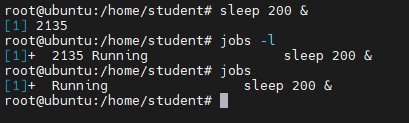 root@ubuntu:/home/student# sleep 200 &
[1] 2135
root@ubuntu:/home/student# jobs -l
[1]+  2135 Running                 sleep 200 &
root@ubuntu:/home/student# jobs
[1]+  Running                 sleep 200 &
root@ubuntu:/home/student#